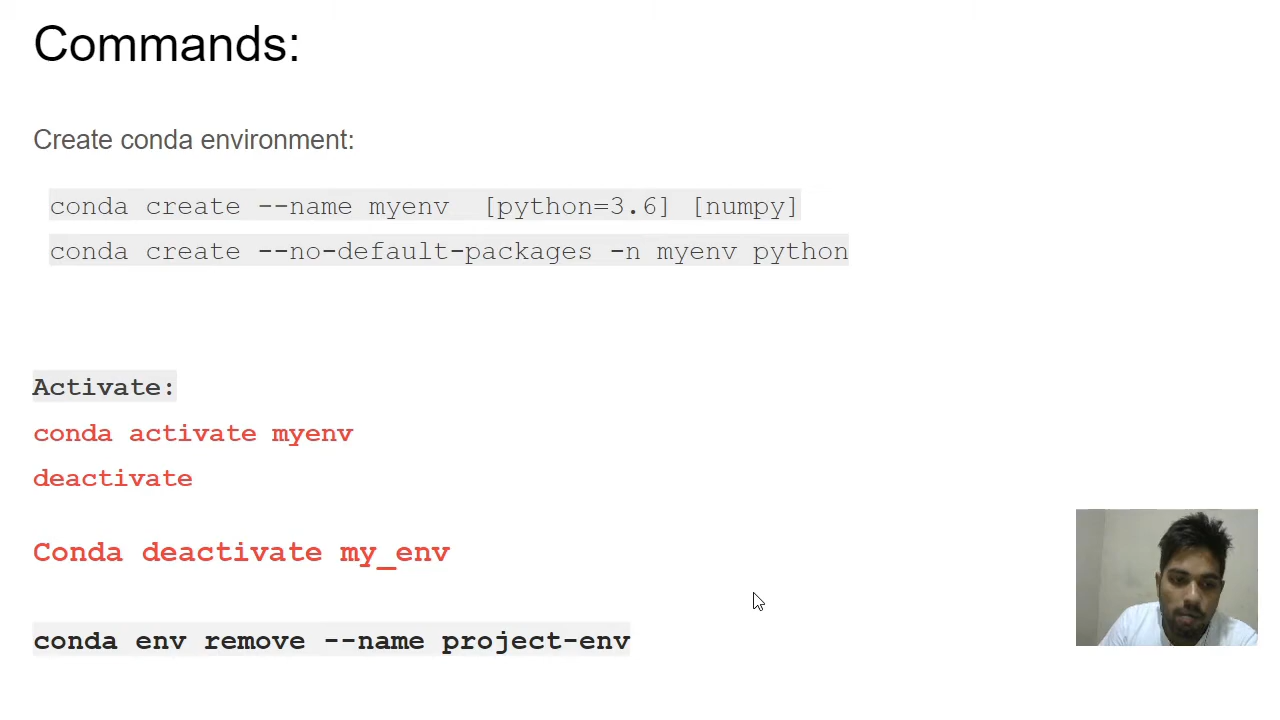 Commands:
Create conda environment:
conda create --name myenv  [python=3.6] [numpy]
conda create --no-default-packages -n myenv python
Activate:
conda activate myenv
deactivate
Conda deactivate my_env
conda env remove --name project-env